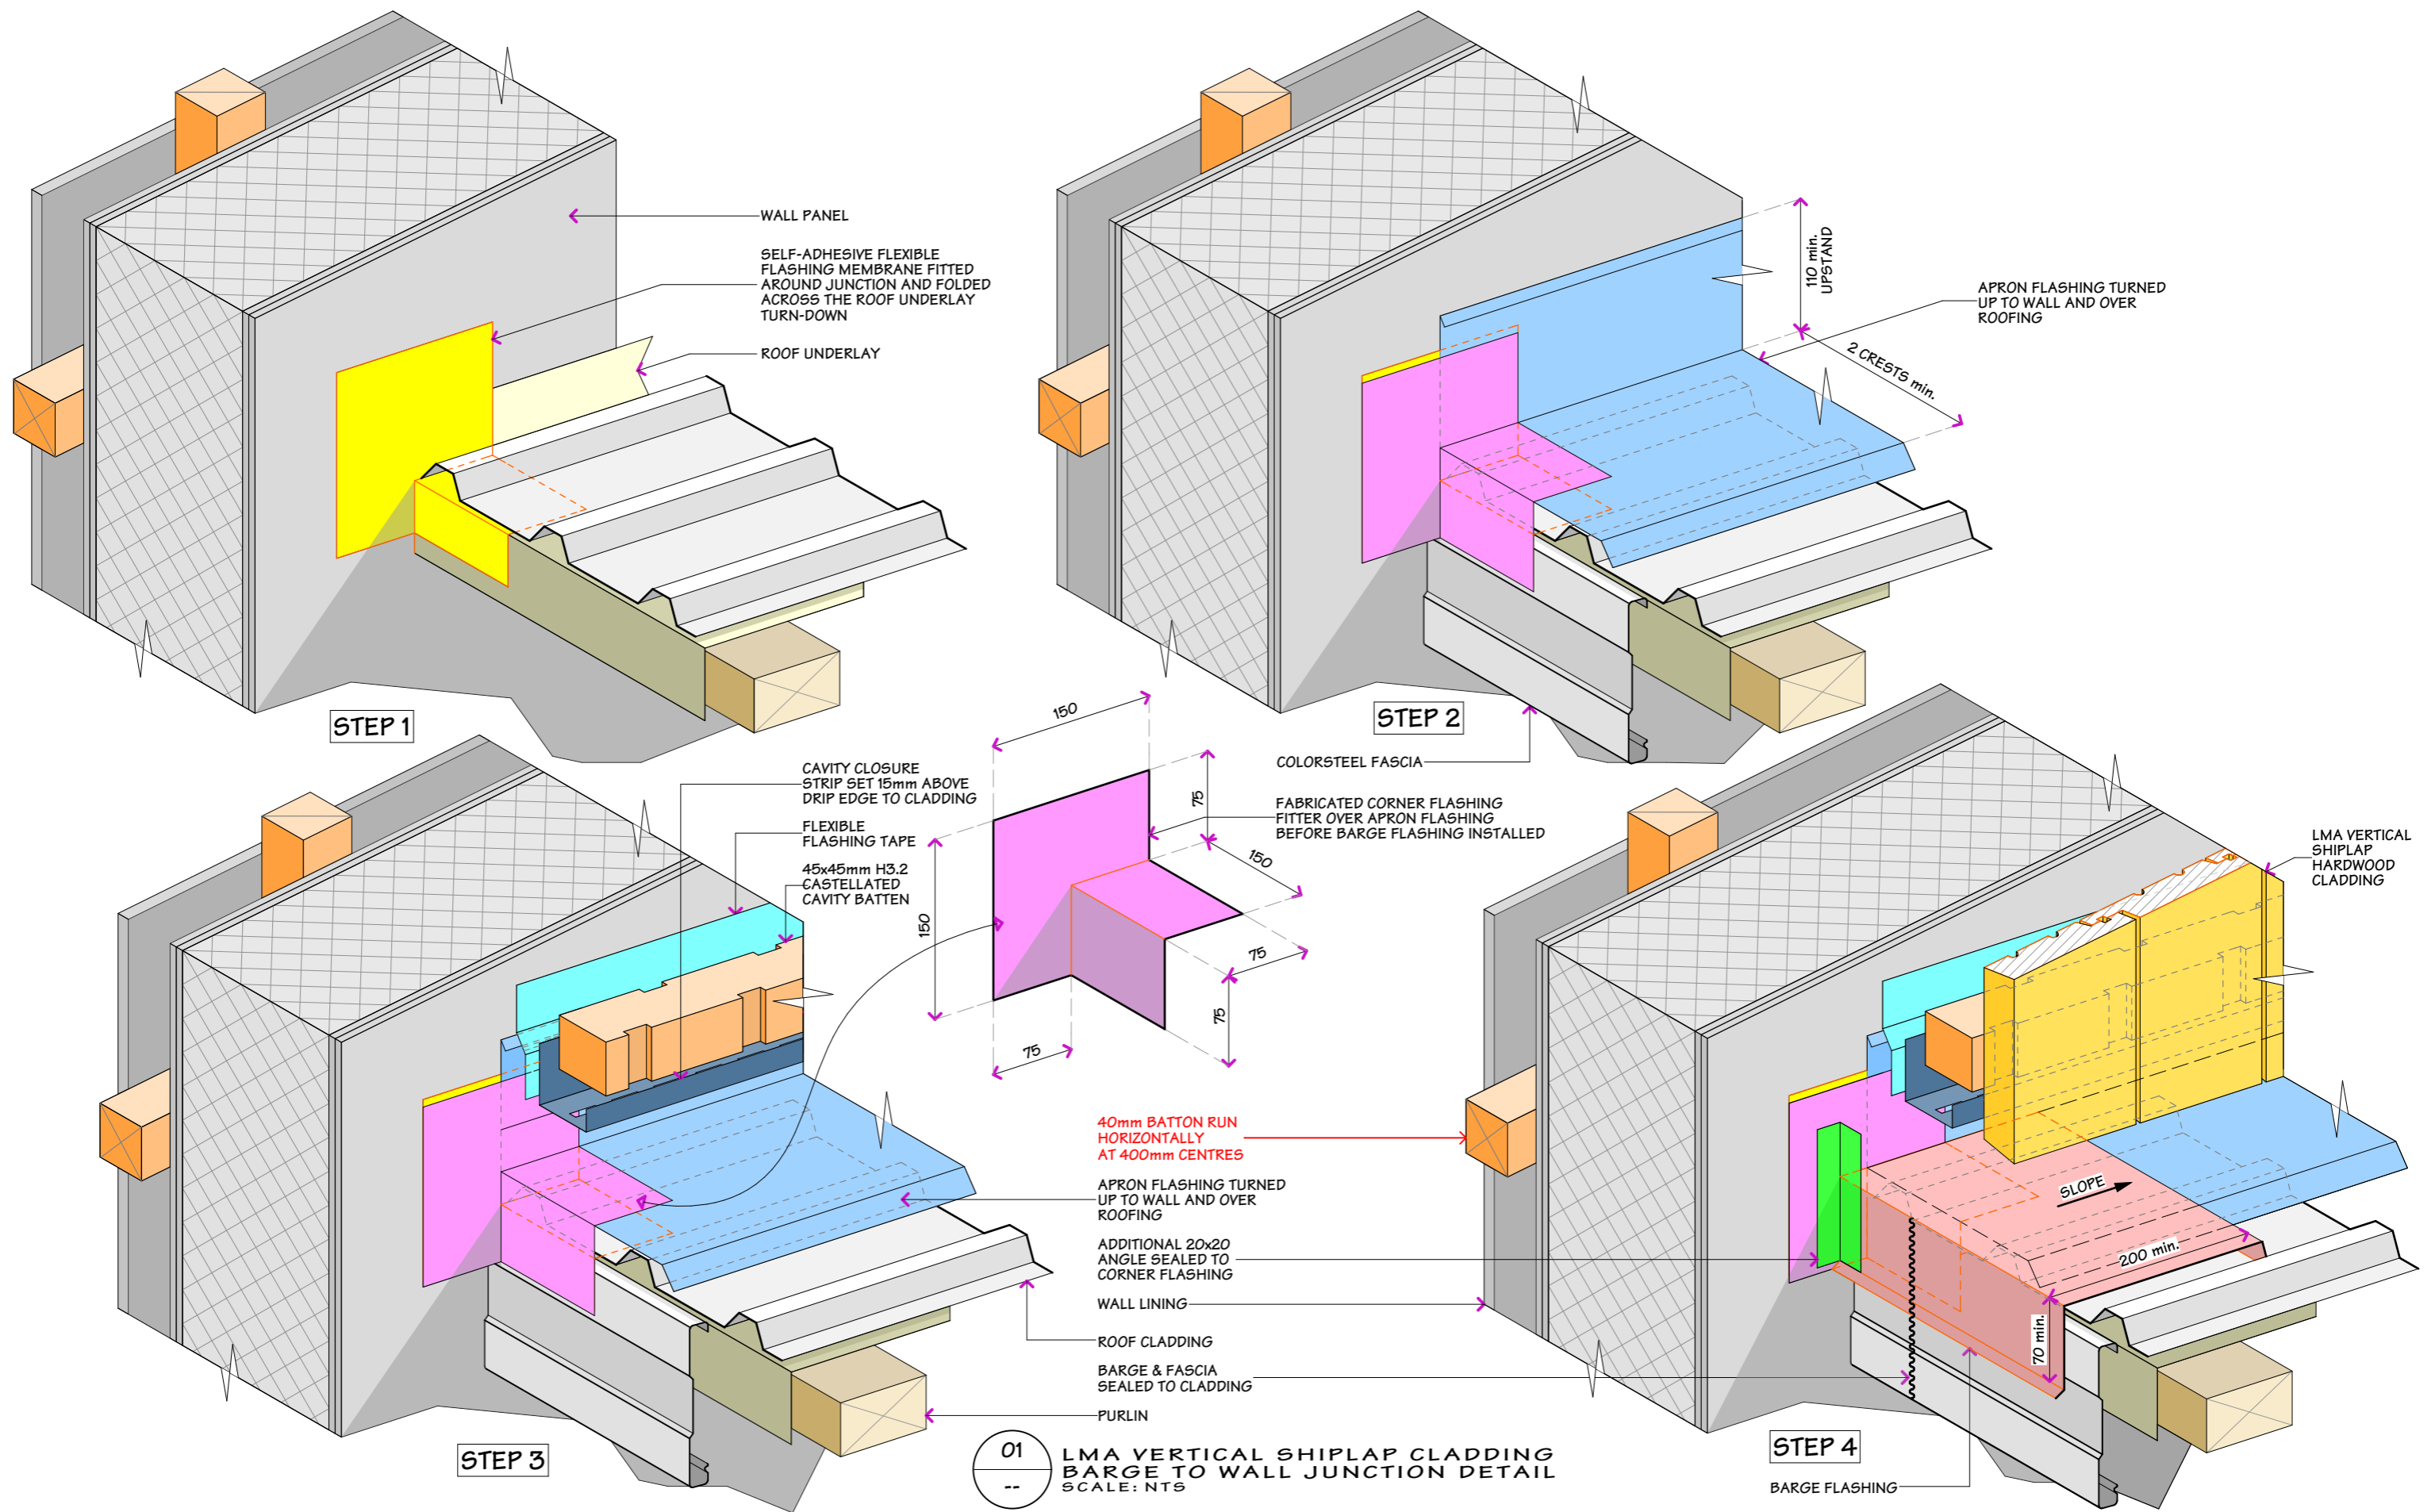 WALL PANEL
SELF-ADHESIVE FLEXIBLE
FLASHING MEMBRANE FITTED
AROUND JUNCTION AND FOLDED
ACROSS THE ROOF UNDERLAY
TURN-DOWN
ROOF UNDERLAY
STEP 1
110 min.
UPSTAND
APRON FLASHING TURNED
UP TO WALL AND OVER
ROOFING
2 CRESTS min.
STEP 2
COLORSTEEL FASCIA
FABRICATED CORNER FLASHING
FITTER OVER APRON FLASHING
BEFORE BARGE FLASHING INSTALLED
150
75
150
75
75
150
75
CAVITY CLOSURE
STRIP SET 15mm ABOVE
DRIP EDGE TO CLADDING
FLEXIBLE
FLASHING TAPE
45x45mm H3.2
CASTELLATED
CAVITY BATTEN
STEP 3
40mm BATTON RUN
HORIZONTALLY
AT 400mm CENTRES
APRON FLASHING TURNED
UP TO WALL AND OVER
ROOFING
ADDITIONAL 20x20
ANGLE SEALED TO
CORNER FLASHING
WALL LINING
ROOF CLADDING
BARGE & FASCIA
SEALED TO CLADDING
PURLIN
LMA VERTICAL
SHIPLAP
HARDWOOD
CLADDING
SLOPE
200 min.
70 min.
STEP 4
BARGE FLASHING
01
--
LMA VERTICAL SHIPLAP CLADDING
BARGE TO WALL JUNCTION DETAIL
SCALE: NTS